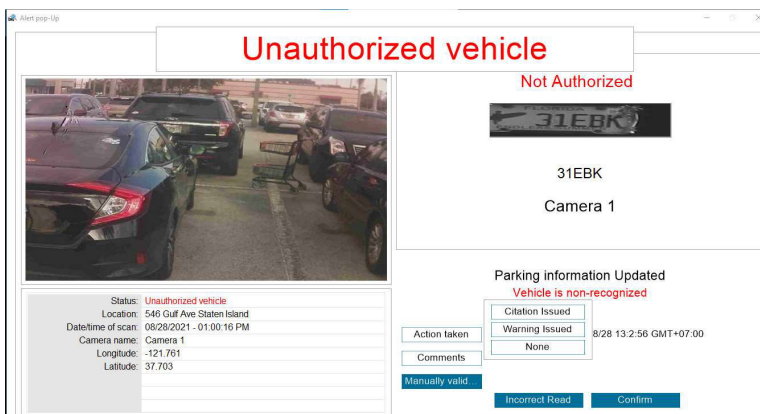 Alert pop-Up
Unauthorized vehicle
Not Authorized
FLORIDA
31EBK
31EBK
Camera 1
Parking information Updated
Vehicle is non-recognized
Status: Unauthorized vehicle
Location: 546 Gulf Ave Staten Island
Date/time of scan: 08/28/2021 - 01:00:16 PM
Camera name: Camera 1
Longitude: -121.761
Latitude: 37.703
Citation Issued
Action taken Warning Issued 8/28 13:2:56 GMT+07:00
None
Comments
Manually valid...
Incorrect Read Confirm